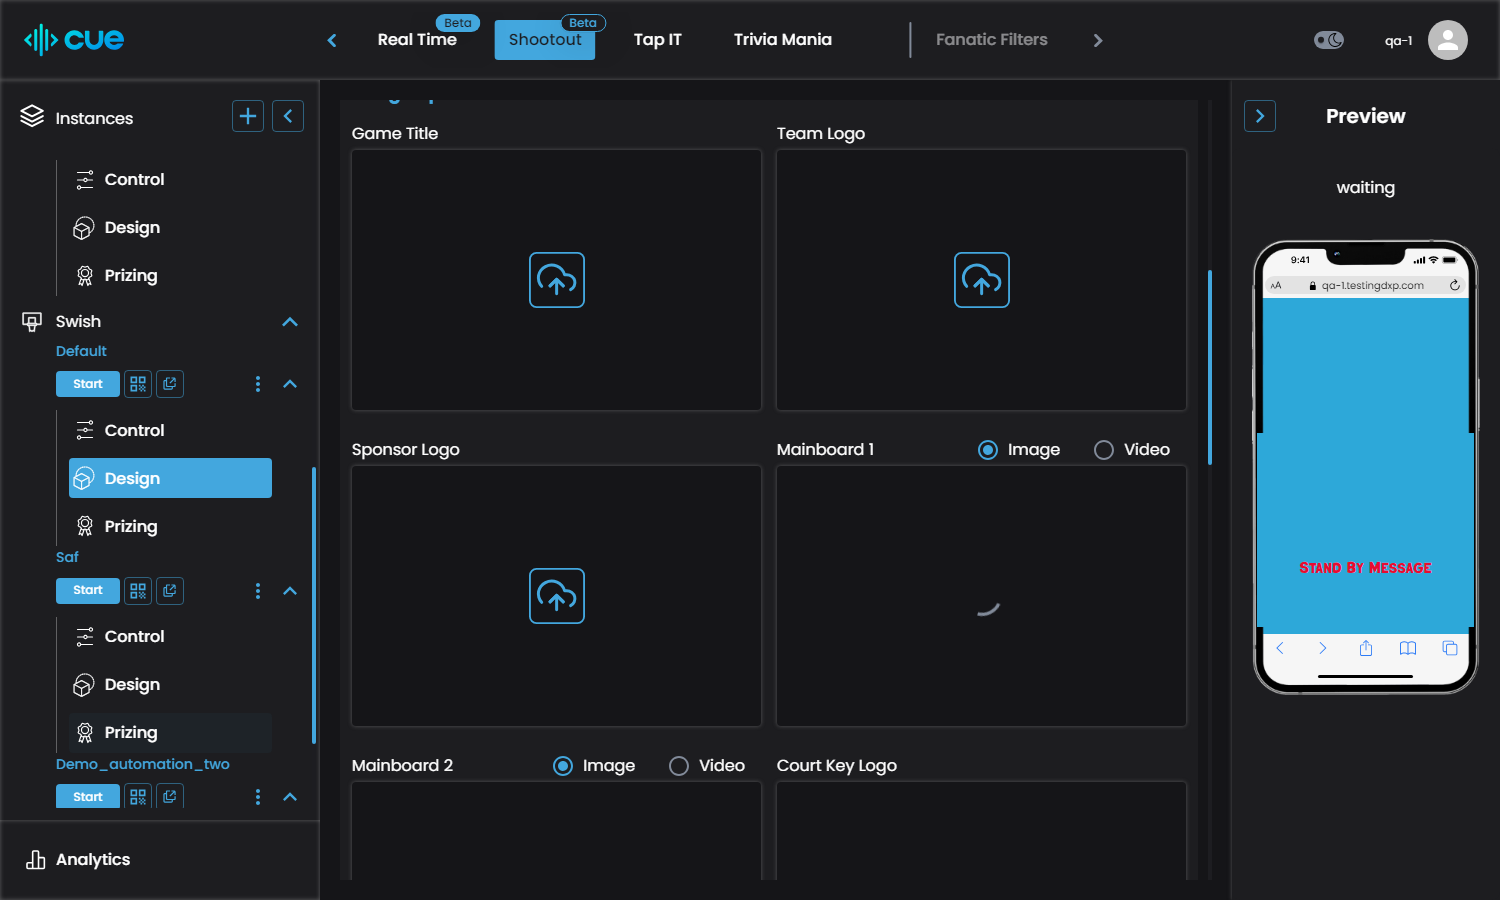 cue
Real Time
Beta
Shootout
Beta
Tap IT
Trivia Mania
Fanatic Filters
qa-1
Instances
Control
Design
Prizing
Swish
Default
Start
Control
Design
Prizing
Saf
Start
Control
Design
Prizing
Demo_automation_two
Start
Analytics
Game Title
Team Logo
Sponsor Logo
Mainboard 1
Image
Video
Mainboard 2
Image
Video
Court Key Logo
Preview
waiting
9:41
AA
qa-1.testingdxp.com
Stand By Message